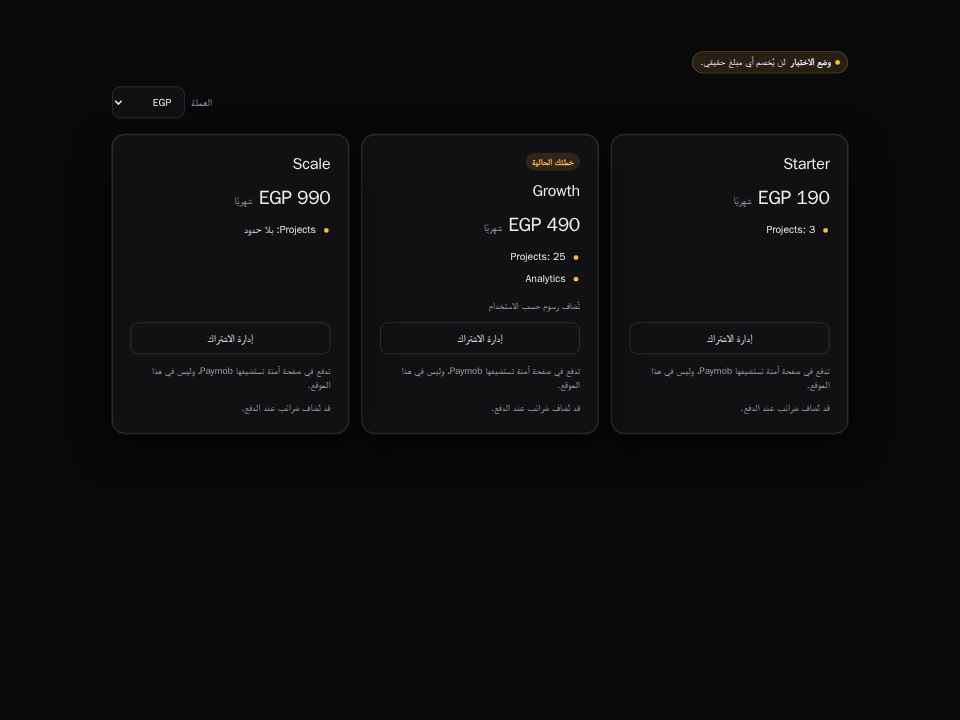 وضع الاختبار لن يُخصم أي مبلغ حقيقي.
العملة EGP
Starter
EGP 190 شهريًا
Projects: 3
إدارة الاشتراك
تدفع في صفحة آمنة تستضيفها Paymob، وليس في هذا
الموقع.
قد تُضاف ضرائب عند الدفع.
خطتك الحالية
Growth
EGP 490 شهريًا
Projects: 25
Analytics
تُضاف رسوم حسب الاستخدام
إدارة الاشتراك
تدفع في صفحة آمنة تستضيفها Paymob، وليس في هذا
الموقع.
قد تُضاف ضرائب عند الدفع.
Scale
EGP 990 شهريًا
Projects: بلا حدود
إدارة الاشتراك
تدفع في صفحة آمنة تستضيفها Paymob، وليس في هذا
الموقع.
قد تُضاف ضرائب عند الدفع.